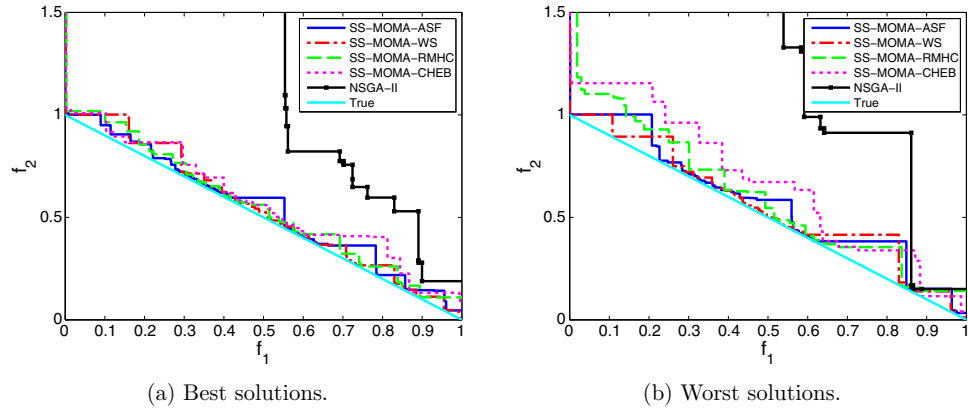 1.5
1
0.5
0
f_2
0 0.1 0.2 0.3 0.4 0.5 0.6 0.7 0.8 0.9 1
f_1
SS−MOMA−ASF
SS−MOMA−WS
SS−MOMA−RMHC
SS−MOMA−CHEB
NSGA−II
True
(a) Best solutions.
1.5
1
0.5
0
f_2
0 0.1 0.2 0.3 0.4 0.5 0.6 0.7 0.8 0.9 1
f_1
SS−MOMA−ASF
SS−MOMA−WS
SS−MOMA−RMHC
SS−MOMA−CHEB
NSGA−II
True
(b) Worst solutions.